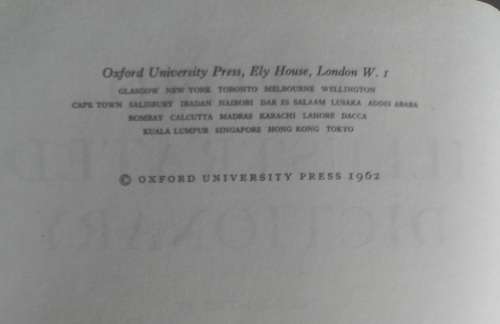 Oxford University Press, Ely House, London W. 1
GLASGOW NEW YORK TORONTO MELBOURNE WELLINGTON
CAPE TOWN SALISBURY IBADAN NAIROBI DAR ES SALAAM LUSAKA ADDIS ABABA
BOMBAY CALCUTTA MADRAS KARACHI LAHORE DACCA
KUALA LUMPUR SINGAPORE HONG KONG TOKYO
© OXFORD UNIVERSITY PRESS 1962
ILLUSTRATED
DICTIONARY